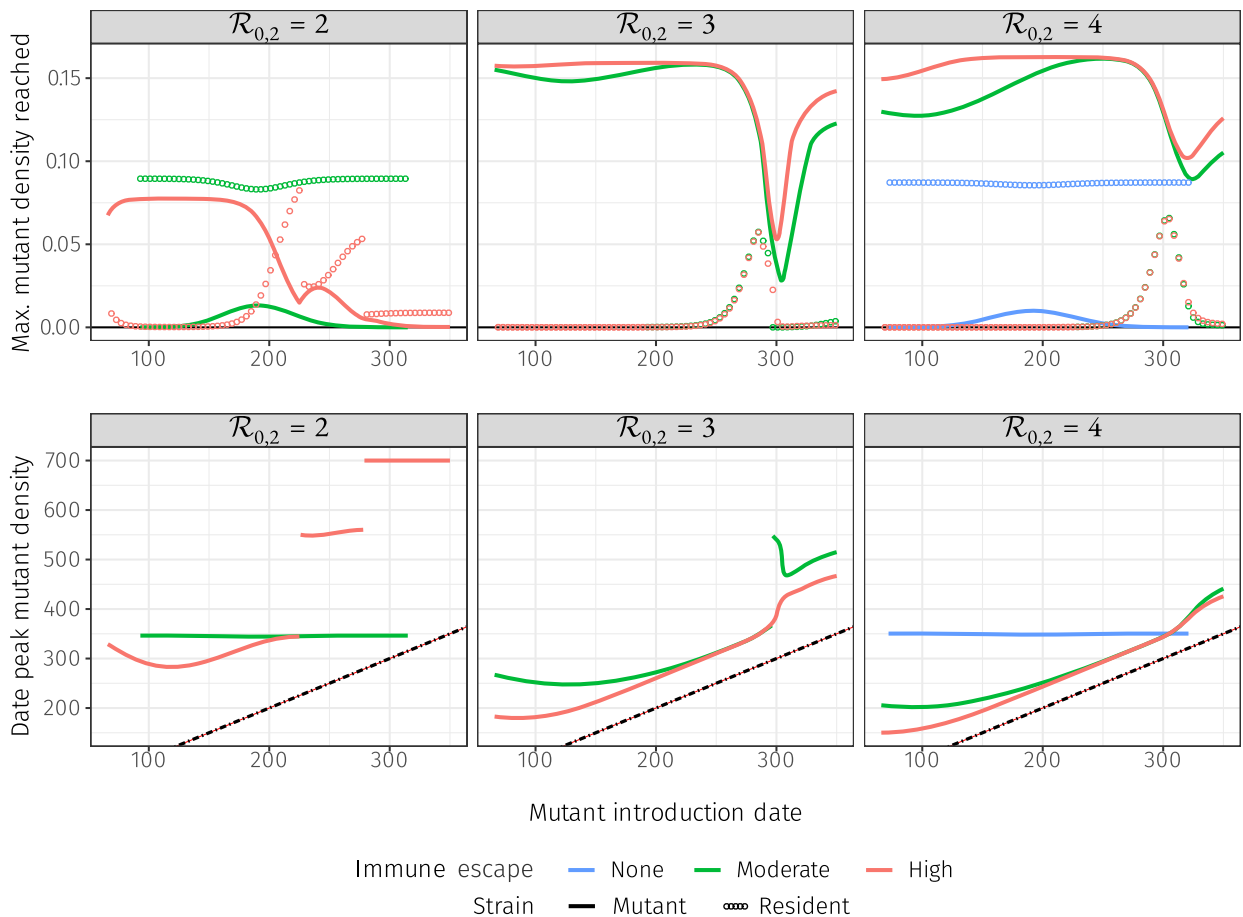 ℛ₀,₂ = 2
ℛ₀,₂ = 3
ℛ₀,₂ = 4
Max. mutant density reached
0.15
0.10
0.05
0.00
100 200 300
100 200 300
100 200 300
ℛ₀,₂ = 2
ℛ₀,₂ = 3
ℛ₀,₂ = 4
Date peak mutant density
700
600
500
400
300
200
100 200 300
100 200 300
100 200 300
Mutant introduction date
Immune escape None Moderate High
Strain Mutant Resident